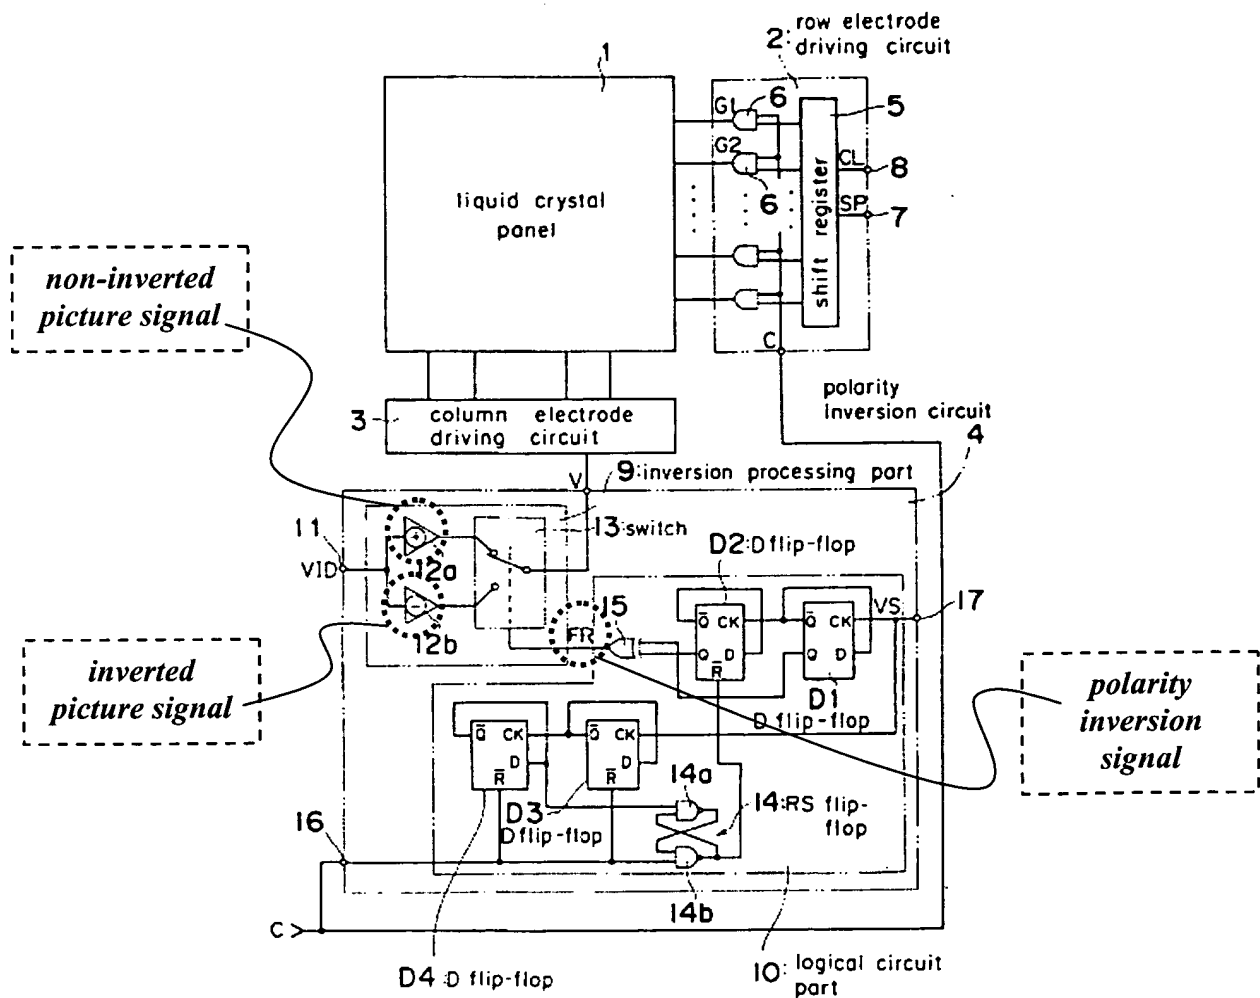 2: row electrode
driving circuit
1
G1
6
5
G2
CL
8
6
SP
7
shift register
liquid crystal
panel
C
non-inverted
picture signal
polarity
inversion circuit
4
3
column electrode
driving circuit
V
9: inversion processing part
11
13: switch
VID
12a
12b
D2: D flip-flop
15
FR
Q̅ CK
Q D
R̅
VS
17
Q̅ CK
Q D
D1
D flip-flop
inverted
picture signal
polarity
inversion
signal
Q̅ CK
D
R̅
Q̅ CK
D
R̅
D3
D flip-flop
14a
14: RS flip-
flop
16
14b
C
D4: D flip-flop
10: logical circuit
part